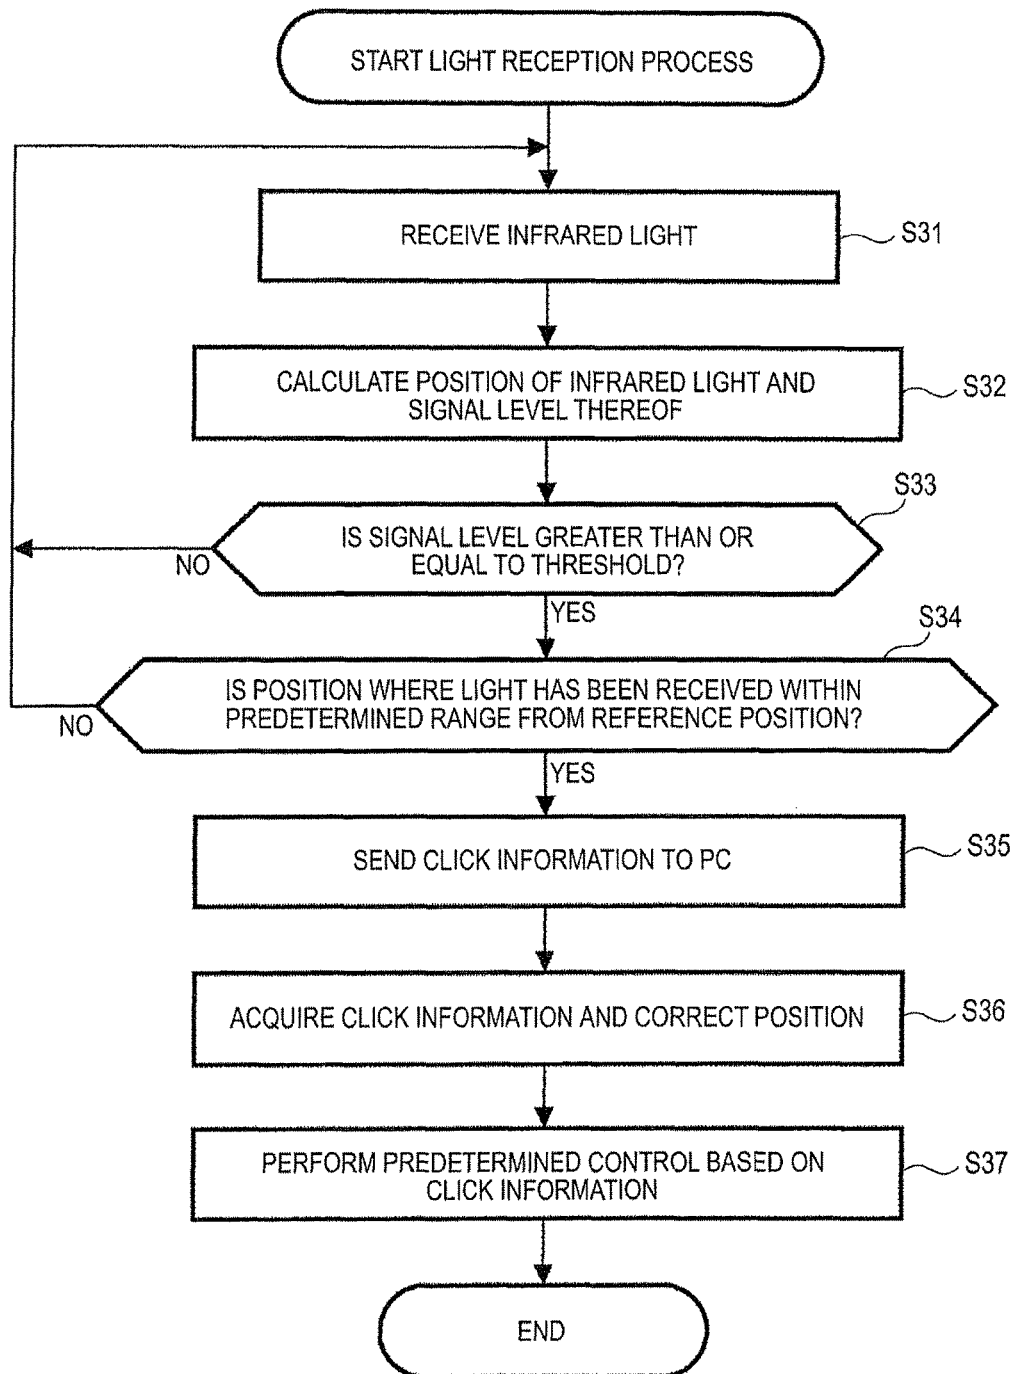 START LIGHT RECEPTION PROCESS
RECEIVE INFRARED LIGHT
S31
CALCULATE POSITION OF INFRARED LIGHT AND
SIGNAL LEVEL THEREOF
S32
S33
IS SIGNAL LEVEL GREATER THAN OR
EQUAL TO THRESHOLD?
NO
YES
S34
IS POSITION WHERE LIGHT HAS BEEN RECEIVED WITHIN
PREDETERMINED RANGE FROM REFERENCE POSITION?
NO
YES
SEND CLICK INFORMATION TO PC
S35
ACQUIRE CLICK INFORMATION AND CORRECT POSITION
S36
PERFORM PREDETERMINED CONTROL BASED ON
CLICK INFORMATION
S37
END